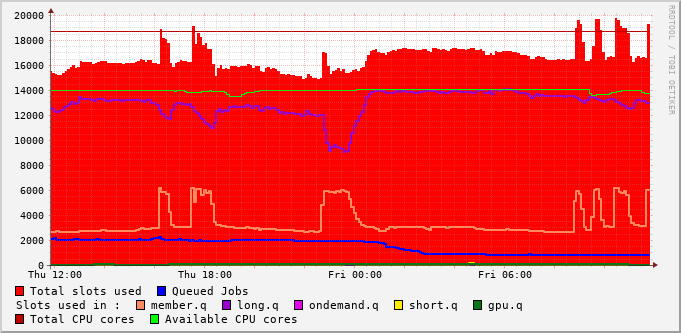 20000
18000
16000
14000
12000
10000
8000
6000
4000
2000
0
Thu 12:00 Thu 18:00 Fri 00:00 Fri 06:00
Total slots used Queued Jobs
Slots used in : member.q long.q ondemand.q short.q gpu.q
Total CPU cores Available CPU cores
RRDTOOL / TOBI OETIKER